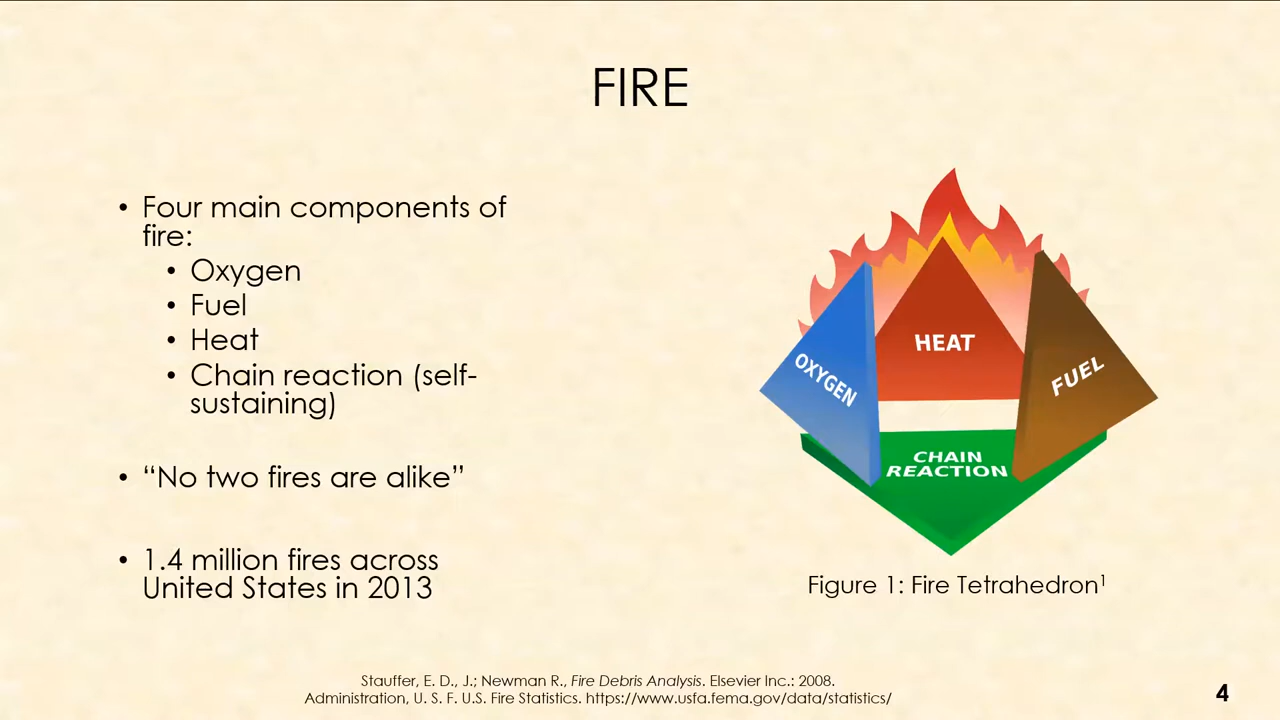 FIRE
• Four main components of
fire:
• Oxygen
• Fuel
• Heat
• Chain reaction (self-
sustaining)
• “No two fires are alike”
• 1.4 million fires across
United States in 2013
HEAT
OXYGEN
FUEL
CHAIN
REACTION
Figure 1: Fire Tetrahedron¹
Stauffer, E. D., J.; Newman R., Fire Debris Analysis. Elsevier Inc.: 2008.
Administration, U. S. F. U.S. Fire Statistics. https://www.usfa.fema.gov/data/statistics/
4